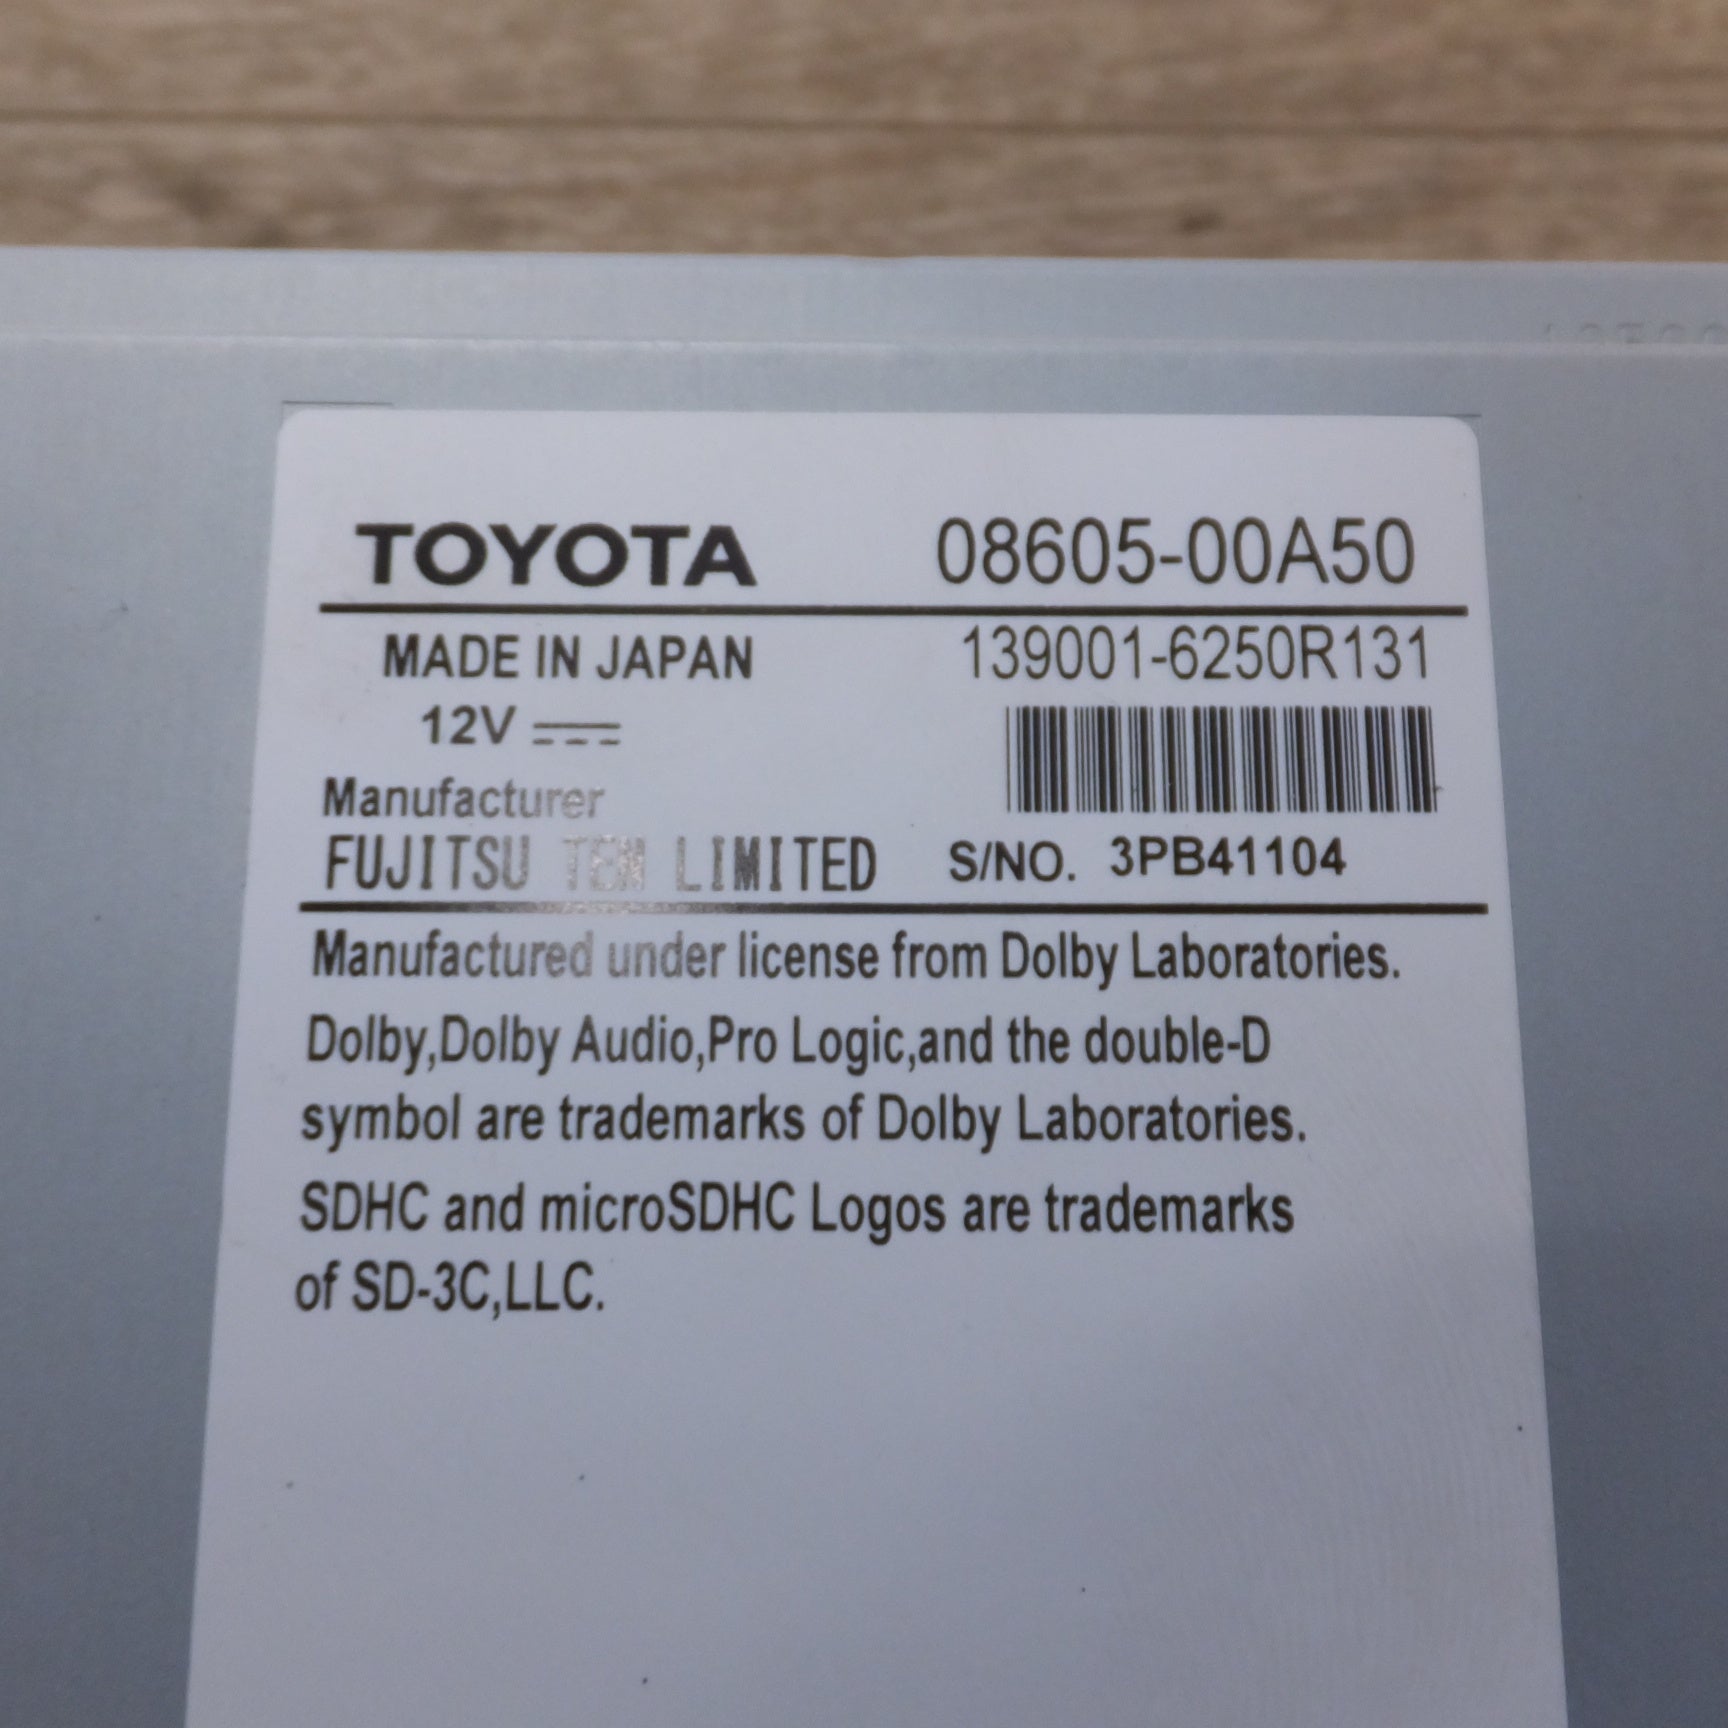 TOYOTA 08605-00A50
MADE IN JAPAN 139001-6250R131
12V
Manufacturer
FUJITSU TEN LIMITED S/NO. 3PB41104
Manufactured under license from Dolby Laboratories.
Dolby,Dolby Audio,Pro Logic,and the double-D
symbol are trademarks of Dolby Laboratories.
SDHC and microSDHC Logos are trademarks
of SD-3C,LLC.